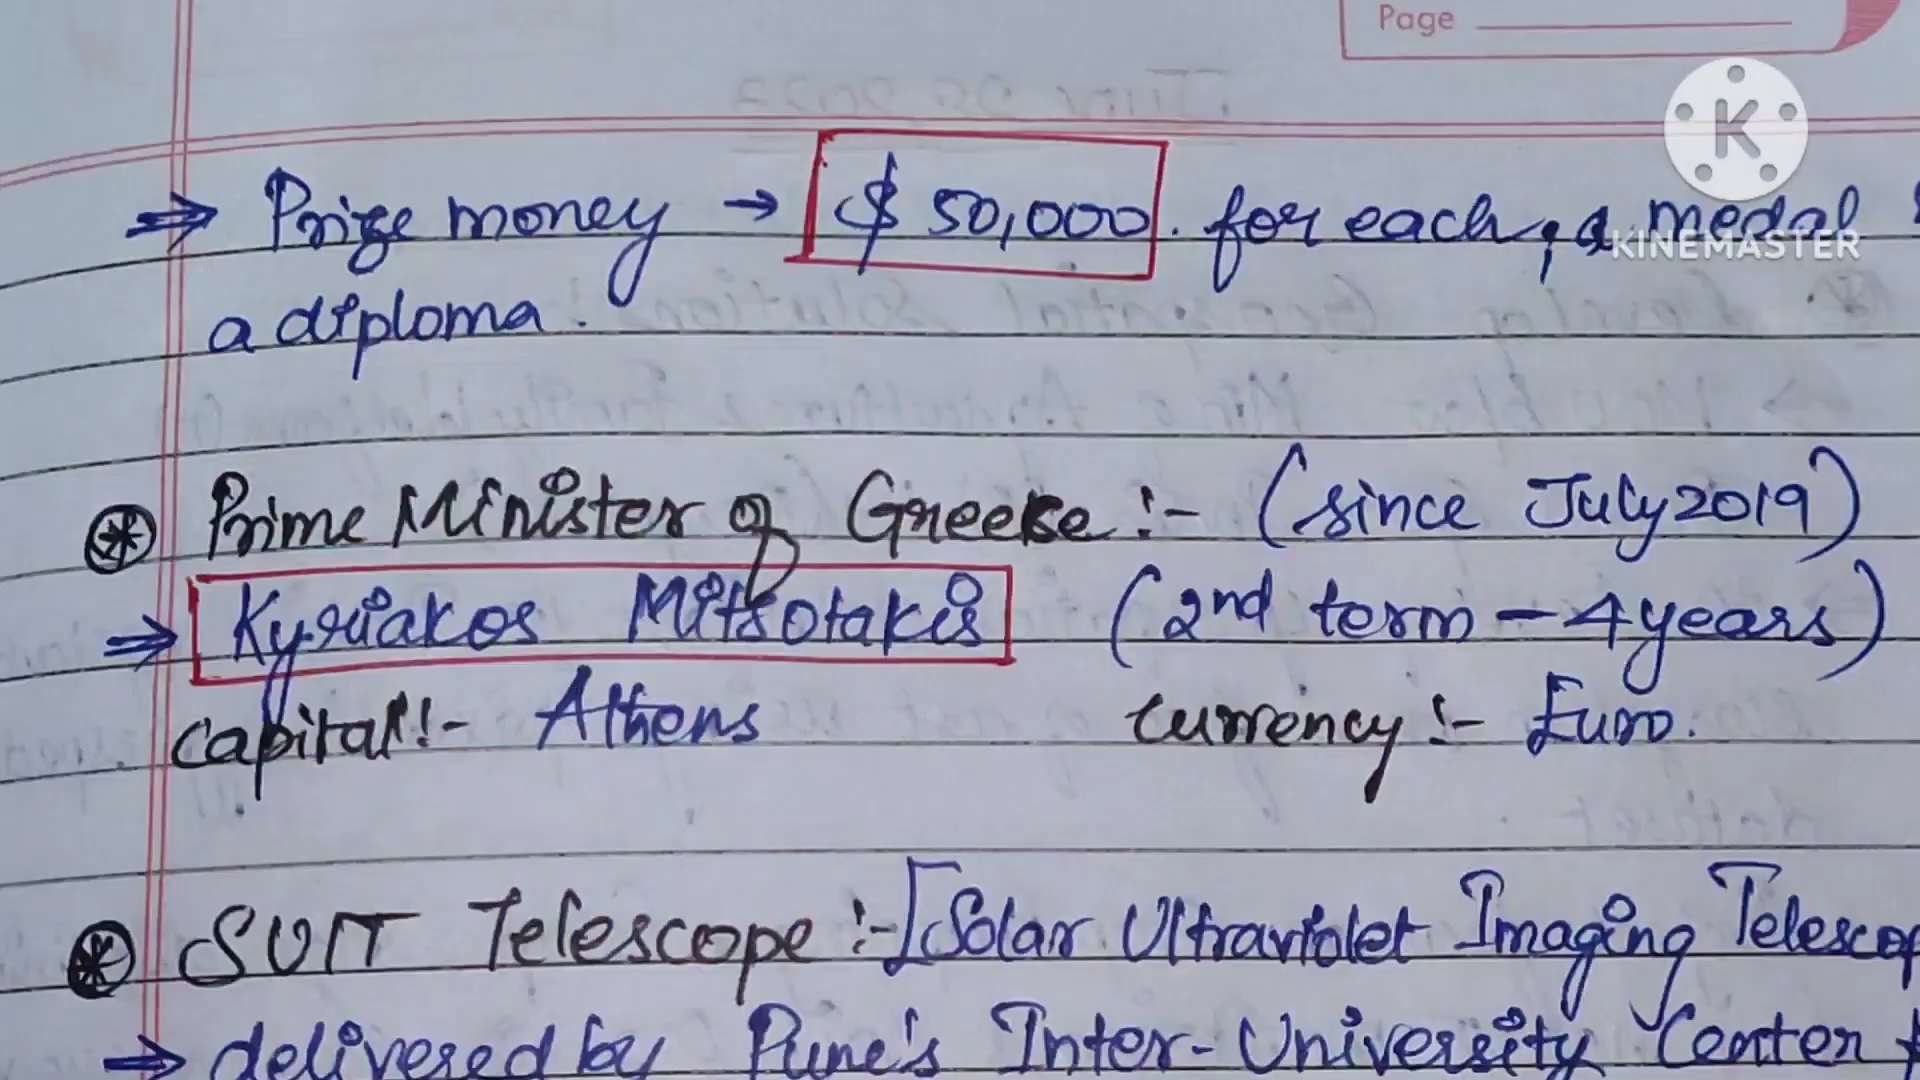 Page
K
KINEMASTER
⇒ Prize money → $ 50,000. for each, a medal
a diploma.
Prime Minister of Greekse :- (since July 2019)
⇒ Kyriakos Mitsotakis (2nd term - 4 years)
capital :- Athens currency :- Euro.
SUIT Telescope :- [Solar Ultraviolet Imaging Telescop
⇒ delivered by Pune's Inter-University Center